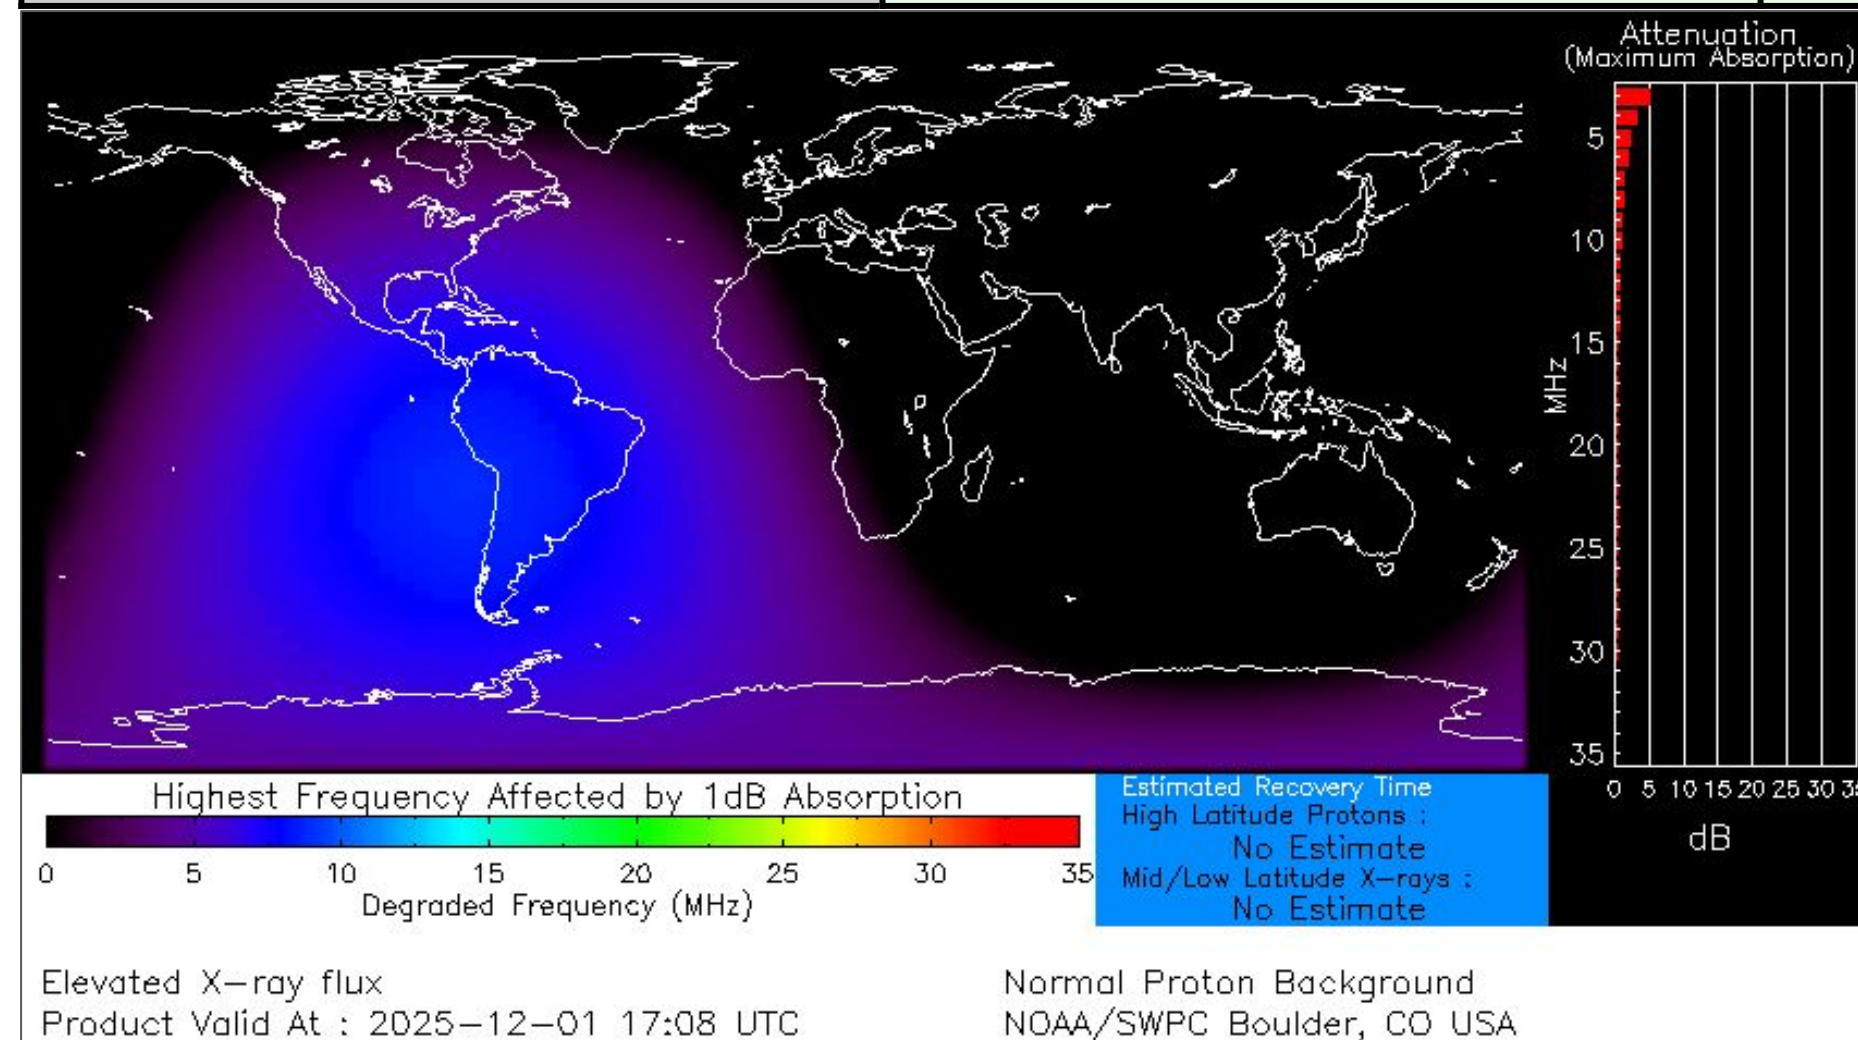 Attenuation
(Maximum Absorption)
5
10
15
20
25
30
35
MHz
0 5 10 15 20 25 30
dB
Highest Frequency Affected by 1dB Absorption
0 5 10 15 20 25 30 35
Degraded Frequency (MHz)
Estimated Recovery Time
High Latitude Protons :
No Estimate
Mid/Low Latitude X-rays :
No Estimate
Elevated X-ray flux
Product Valid At : 2025-12-01 17:08 UTC
Normal Proton Background
NOAA/SWPC Boulder, CO USA